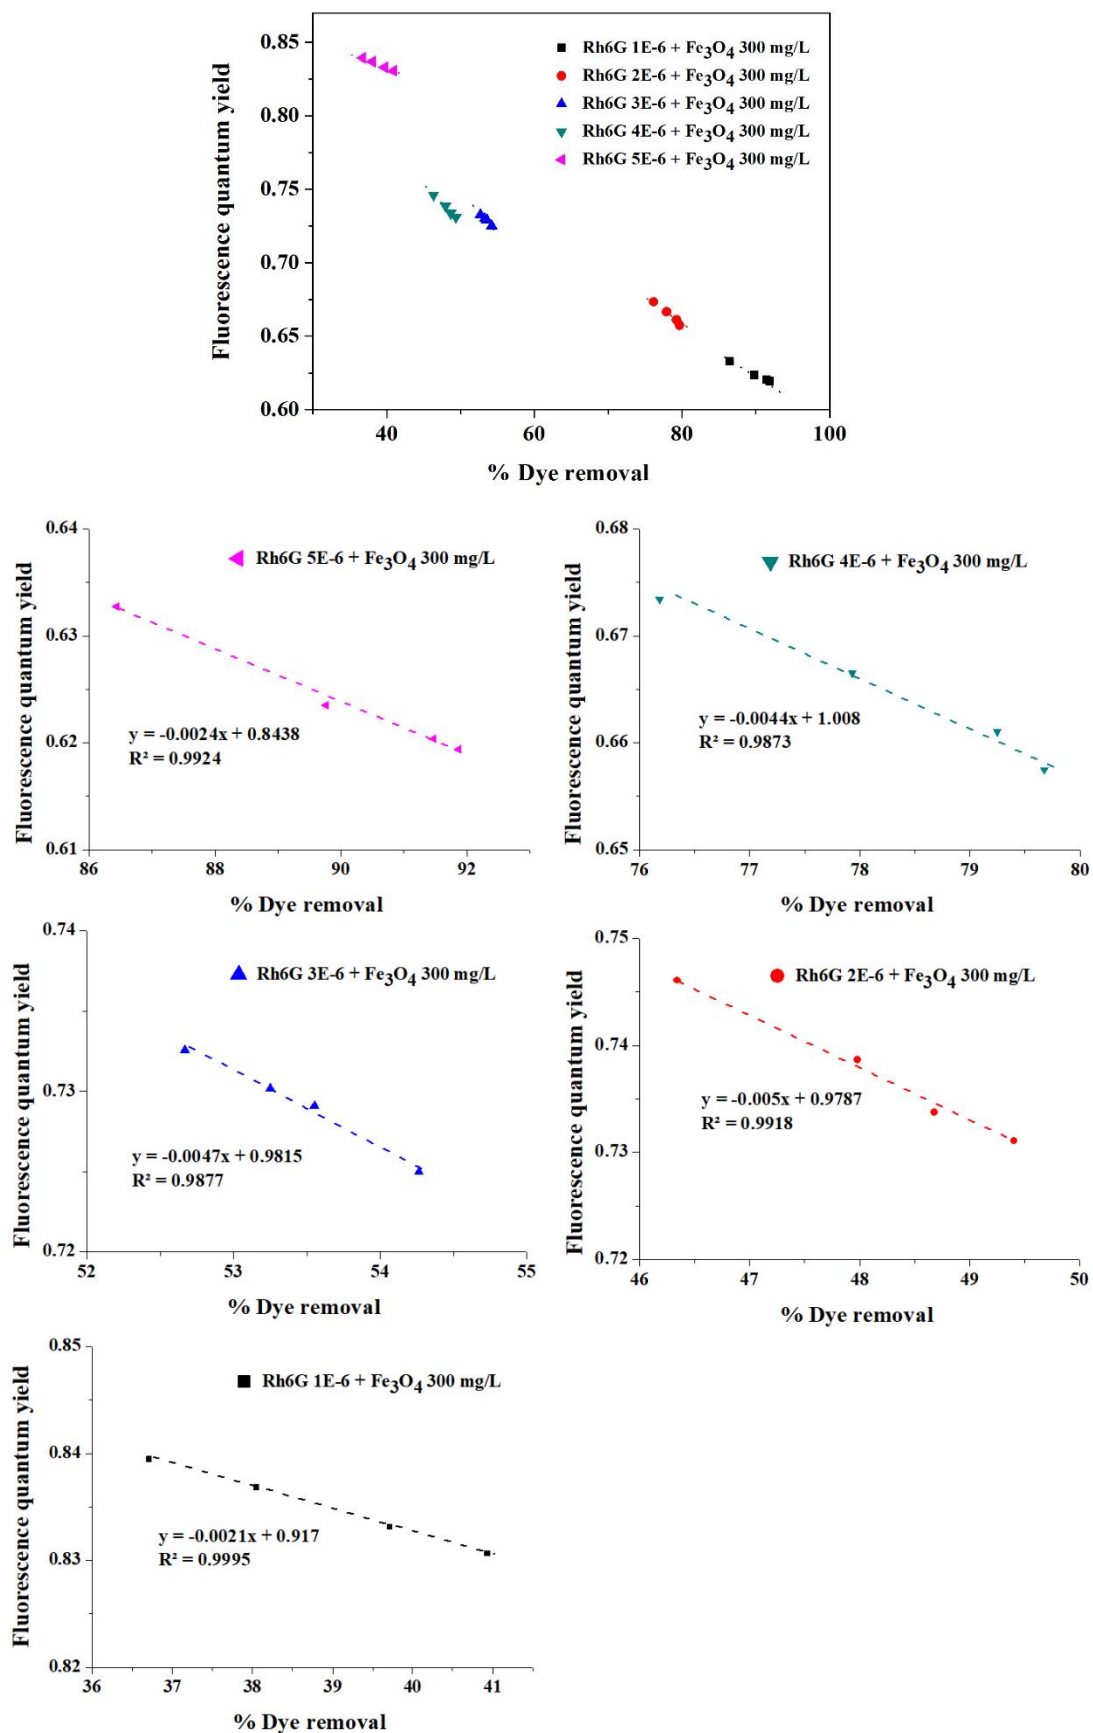 Fluorescence quantum yield
0.85
0.80
0.75
0.70
0.65
0.60
Rh6G 1E-6 + Fe₃O₄ 300 mg/L
Rh6G 2E-6 + Fe₃O₄ 300 mg/L
Rh6G 3E-6 + Fe₃O₄ 300 mg/L
Rh6G 4E-6 + Fe₃O₄ 300 mg/L
Rh6G 5E-6 + Fe₃O₄ 300 mg/L
40 60 80 100
% Dye removal
Fluorescence quantum yield
0.64
0.63
0.62
0.61
Rh6G 5E-6 + Fe₃O₄ 300 mg/L
y = -0.0024x + 0.8438
R² = 0.9924
86 88 90 92
% Dye removal
Fluorescence quantum yield
0.68
0.67
0.66
0.65
Rh6G 4E-6 + Fe₃O₄ 300 mg/L
y = -0.0044x + 1.008
R² = 0.9873
76 77 78 79 80
% Dye removal
Fluorescence quantum yield
0.74
0.73
0.72
Rh6G 3E-6 + Fe₃O₄ 300 mg/L
y = -0.0047x + 0.9815
R² = 0.9877
52 53 54 55
% Dye removal
Fluorescence quantum yield
0.75
0.74
0.73
0.72
Rh6G 2E-6 + Fe₃O₄ 300 mg/L
y = -0.005x + 0.9787
R² = 0.9918
46 47 48 49 50
% Dye removal
Fluorescence quantum yield
0.85
0.84
0.83
0.82
Rh6G 1E-6 + Fe₃O₄ 300 mg/L
y = -0.0021x + 0.917
R² = 0.9995
36 37 38 39 40 41
% Dye removal